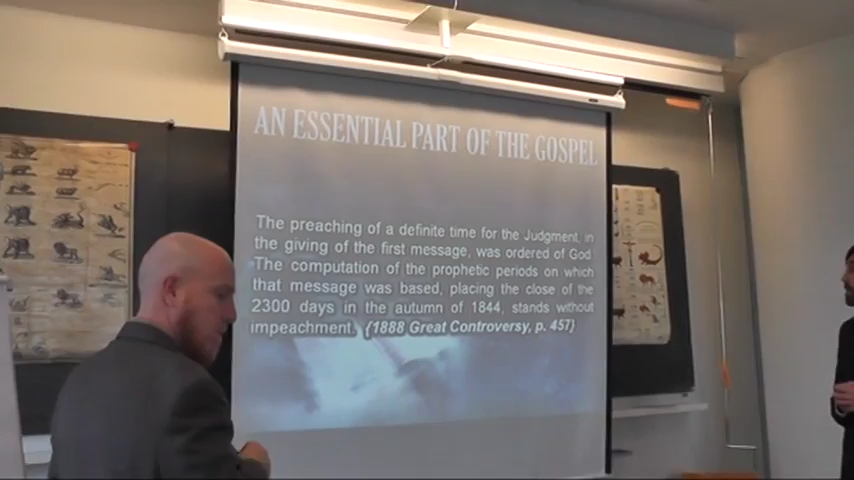 AN ESSENTIAL PART OF THE GOSPEL
The preaching of a definite time for the Judgment, in
the giving of the first message, was ordered of God.
The computation of the prophetic periods on which
that message was based, placing the close of the
2300 days in the autumn of 1844, stands without
impeachment. {1888 Great Controversy, p. 457}